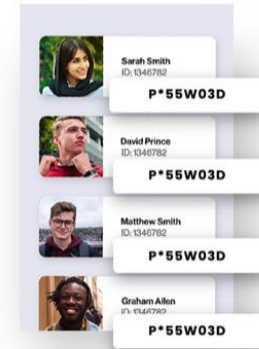 Sarah Smith
ID: 1346782
P*55W03D
David Prince
ID: 1346782
P*55W03D
Matthew Smith
ID: 1346782
P*55W03D
Graham Allen
P*55W03D